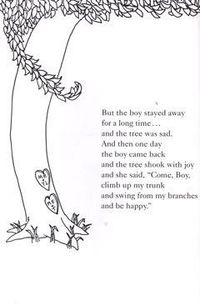 But the boy stayed away
for a long time...
and the tree was sad.
And then one day
the boy came back
and the tree shook with joy
and she said, "Come, Boy,
climb up my trunk
and swing from my branches
and be happy."